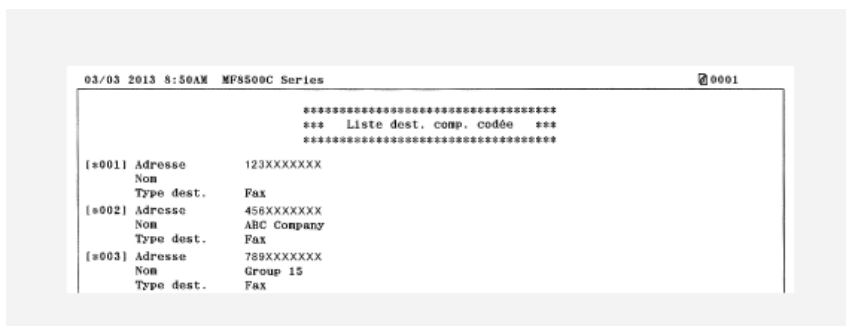 03/03 2013 8:50AM MF8500C Series 0001
***********************************
*** Liste dest. comp. codée ***
***********************************
[*001] Adresse 123XXXXXXX
Nom
Type dest. Fax
[*002] Adresse 456XXXXXXX
Nom ABC Company
Type dest. Fax
[*003] Adresse 789XXXXXXX
Nom Group 15
Type dest. Fax